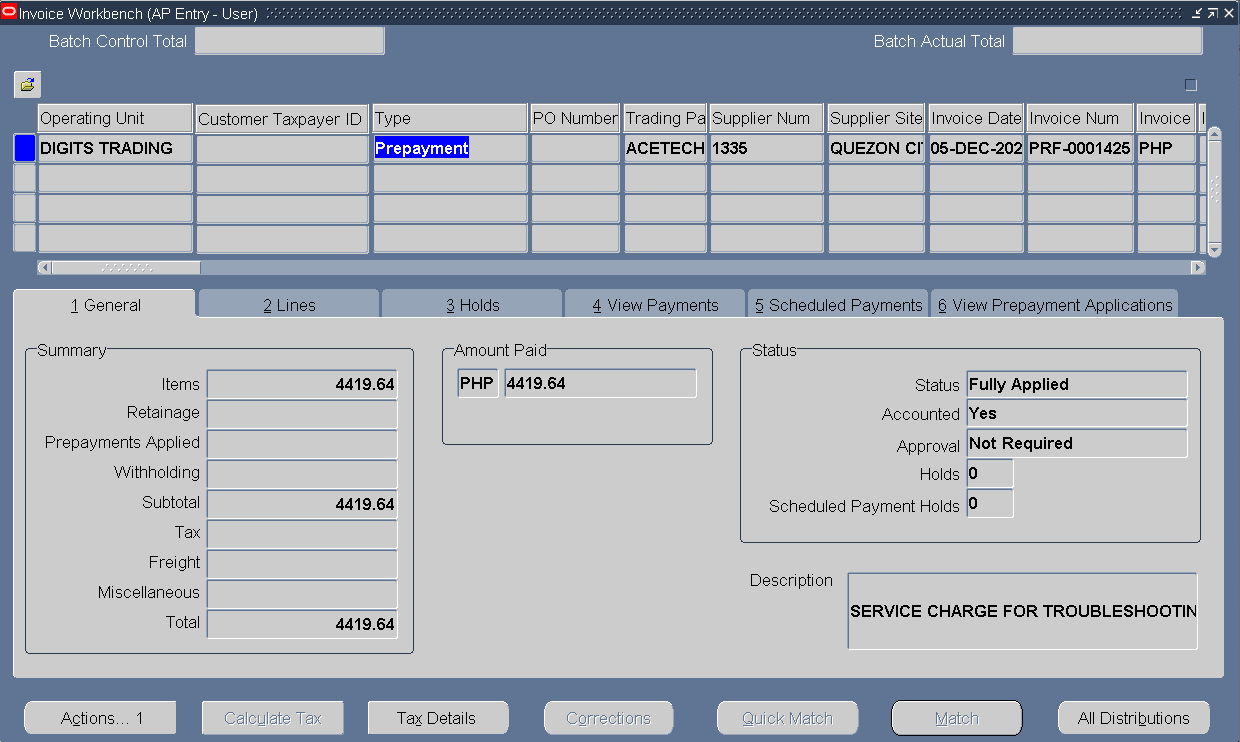 Invoice Workbench (AP Entry - User)
Batch Control Total Batch Actual Total
Operating Unit Customer Taxpayer ID Type PO Number Trading Pa Supplier Num Supplier Site Invoice Date Invoice Num Invoice
DIGITS TRADING Prepayment ACETECH 1335 QUEZON CI 05-DEC-202 PRF-0001425 PHP
1 General 2 Lines 3 Holds 4 View Payments 5 Scheduled Payments 6 View Prepayment Applications
Summary Amount Paid Status
Items 4419.64 PHP 4419.64 Status Fully Applied
Retainage Accounted Yes
Prepayments Applied Approval Not Required
Withholding Holds 0
Subtotal 4419.64 Scheduled Payment Holds 0
Tax
Freight
Miscellaneous Description
Total 4419.64 SERVICE CHARGE FOR TROUBLESHOOTIN
Actions... 1 Calculate Tax Tax Details Corrections Quick Match Match All Distributions